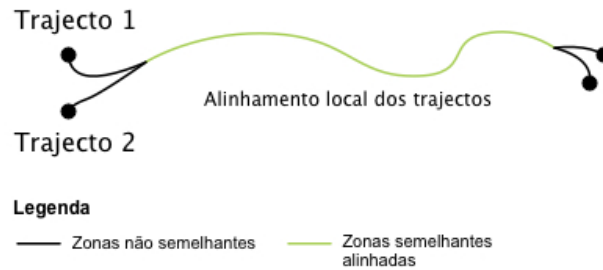 Trajecto 1
Alinhamento local dos trajectos
Trajecto 2
Legenda
Zonas não semelhantes
Zonas semelhantes
alinhadas